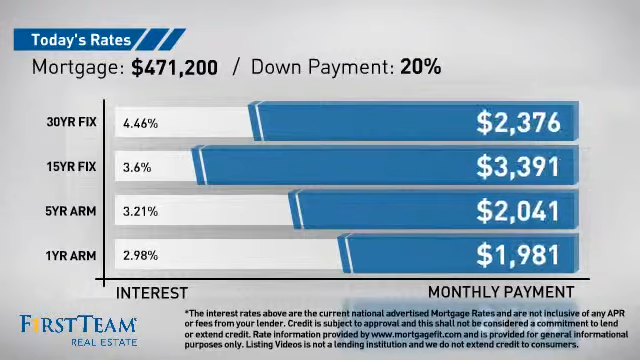 Today's Rates
Mortgage: $471,200 / Down Payment: 20%
30YR FIX 4.46% $2,376
15YR FIX 3.6% $3,391
5YR ARM 3.21% $2,041
1YR ARM 2.98% $1,981
INTEREST MONTHLY PAYMENT
FIRSTTEAM®
REAL ESTATE
*The interest rates above are the current national advertised Mortgage Rates and are not inclusive of any APR
or fees from your lender. Credit is subject to approval and this shall not be considered a commitment to lend
or extend credit. Rate information provided by www.mortgagefit.com and is provided for general informational
purposes only. Listing Videos is not a lending institution and we do not extend credit to consumers.